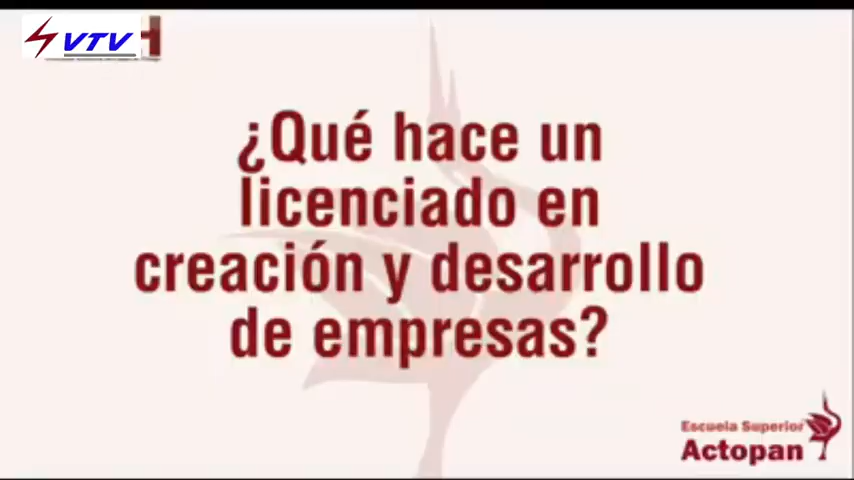 VTV
¿Qué hace un
licenciado en
creación y desarrollo
de empresas?
Escuela Superior
Actopan